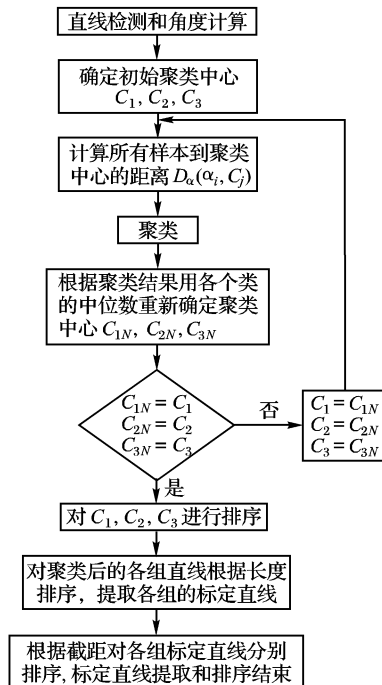 直线检测和角度计算
确定初始聚类中心
C₁, C₂, C₃
计算所有样本到聚类
中心的距离 Dα(αᵢ, Cⱼ)
聚类
根据聚类结果用各个类
的中位数重新确定聚类
中心 C₁N, C₂N, C₃N
C₁N = C₁
C₂N = C₂
C₃N = C₃
否
C₁ = C₁N
C₂ = C₂N
C₃ = C₃N
是
对 C₁, C₂, C₃ 进行排序
对聚类后的各组直线根据长度
排序，提取各组的标定直线
根据截距对各组标定直线分别
排序, 标定直线提取和排序结束